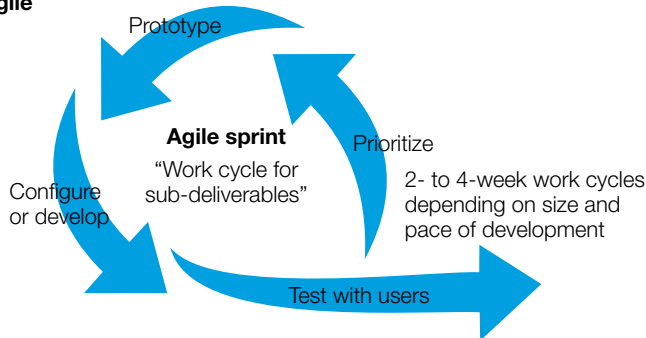 Prototype
Agile sprint
“Work cycle for
sub-deliverables”
Prioritize
2- to 4-week work cycles
depending on size and
pace of development
Configure
or develop
Test with users